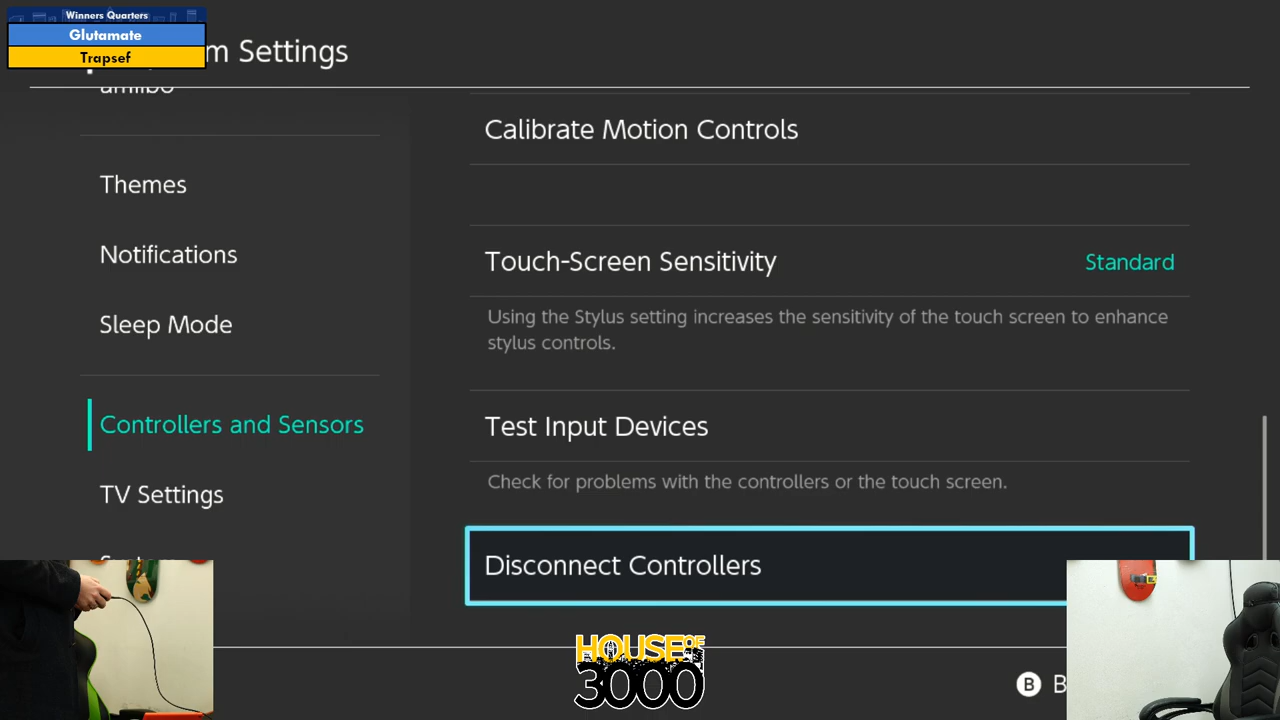 Winners Quarters
Glutamate
Trapsef
m Settings
amiibo
Themes
Notifications
Sleep Mode
Controllers and Sensors
TV Settings
Calibrate Motion Controls
Touch-Screen Sensitivity
Standard
Using the Stylus setting increases the sensitivity of the touch screen to enhance
stylus controls.
Test Input Devices
Check for problems with the controllers or the touch screen.
Disconnect Controllers
HOUSE OF
3000
B B